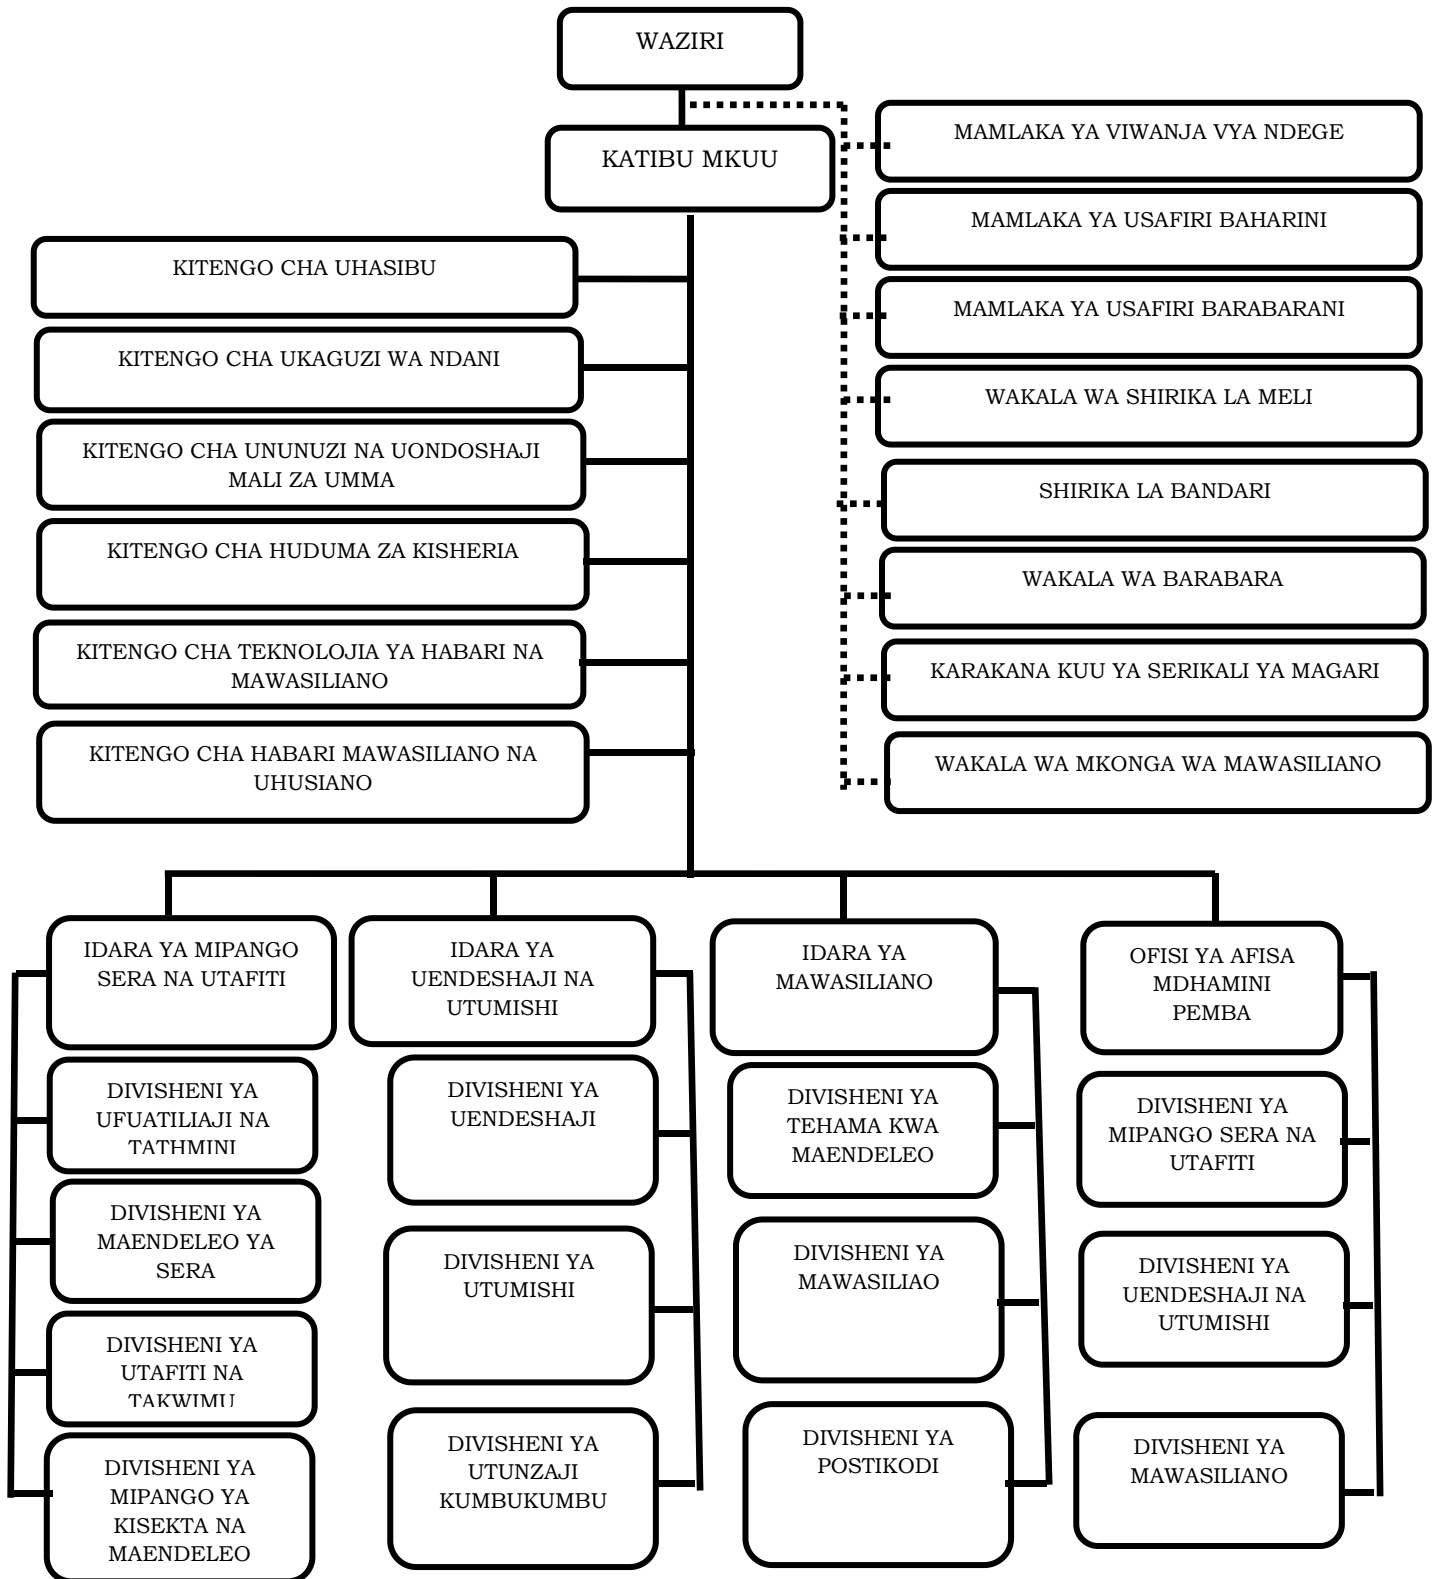 WAZIRI
KATIBU MKUU
MAMLAKA YA VIWANJA VYA NDEGE
MAMLAKA YA USAFIRI BAHARINI
MAMLAKA YA USAFIRI BARABARANI
WAKALA WA SHIRIKA LA MELI
SHIRIKA LA BANDARI
WAKALA WA BARABARA
KARAKANA KUU YA SERIKALI YA MAGARI
WAKALA WA MKONGA WA MAWASILIANO
KITENGO CHA UHASIBU
KITENGO CHA UKAGUZI WA NDANI
KITENGO CHA UNUNUZI NA UONDOSHAJI
MALI ZA UMMA
KITENGO CHA HUDUMA ZA KISHERIA
KITENGO CHA TEKNOLOJIA YA HABARI NA
MAWASILIANO
KITENGO CHA HABARI MAWASILIANO NA
UHUSIANO
IDARA YA MIPANGO
SERA NA UTAFITI
DIVISHENI YA
UFUATILIAJI NA
TATHMINI
DIVISHENI YA
MAENDELEO YA
SERA
DIVISHENI YA
UTAFITI NA
TAKWIMU
DIVISHENI YA
MIPANGO YA
KISEKTA NA
MAENDELEO
IDARA YA
UENDESHAJI NA
UTUMISHI
DIVISHENI YA
UENDESHAJI
DIVISHENI YA
UTUMISHI
DIVISHENI YA
UTUNZAJI
KUMBUKUMBU
IDARA YA
MAWASILIANO
DIVISHENI YA
TEHAMA KWA
MAENDELEO
DIVISHENI YA
MAWASILIAO
DIVISHENI YA
POSTIKODI
OFISI YA AFISA
MDHAMINI
PEMBA
DIVISHENI YA
MIPANGO SERA NA
UTAFITI
DIVISHENI YA
UENDESHAJI NA
UTUMISHI
DIVISHENI YA
MAWASILIANO